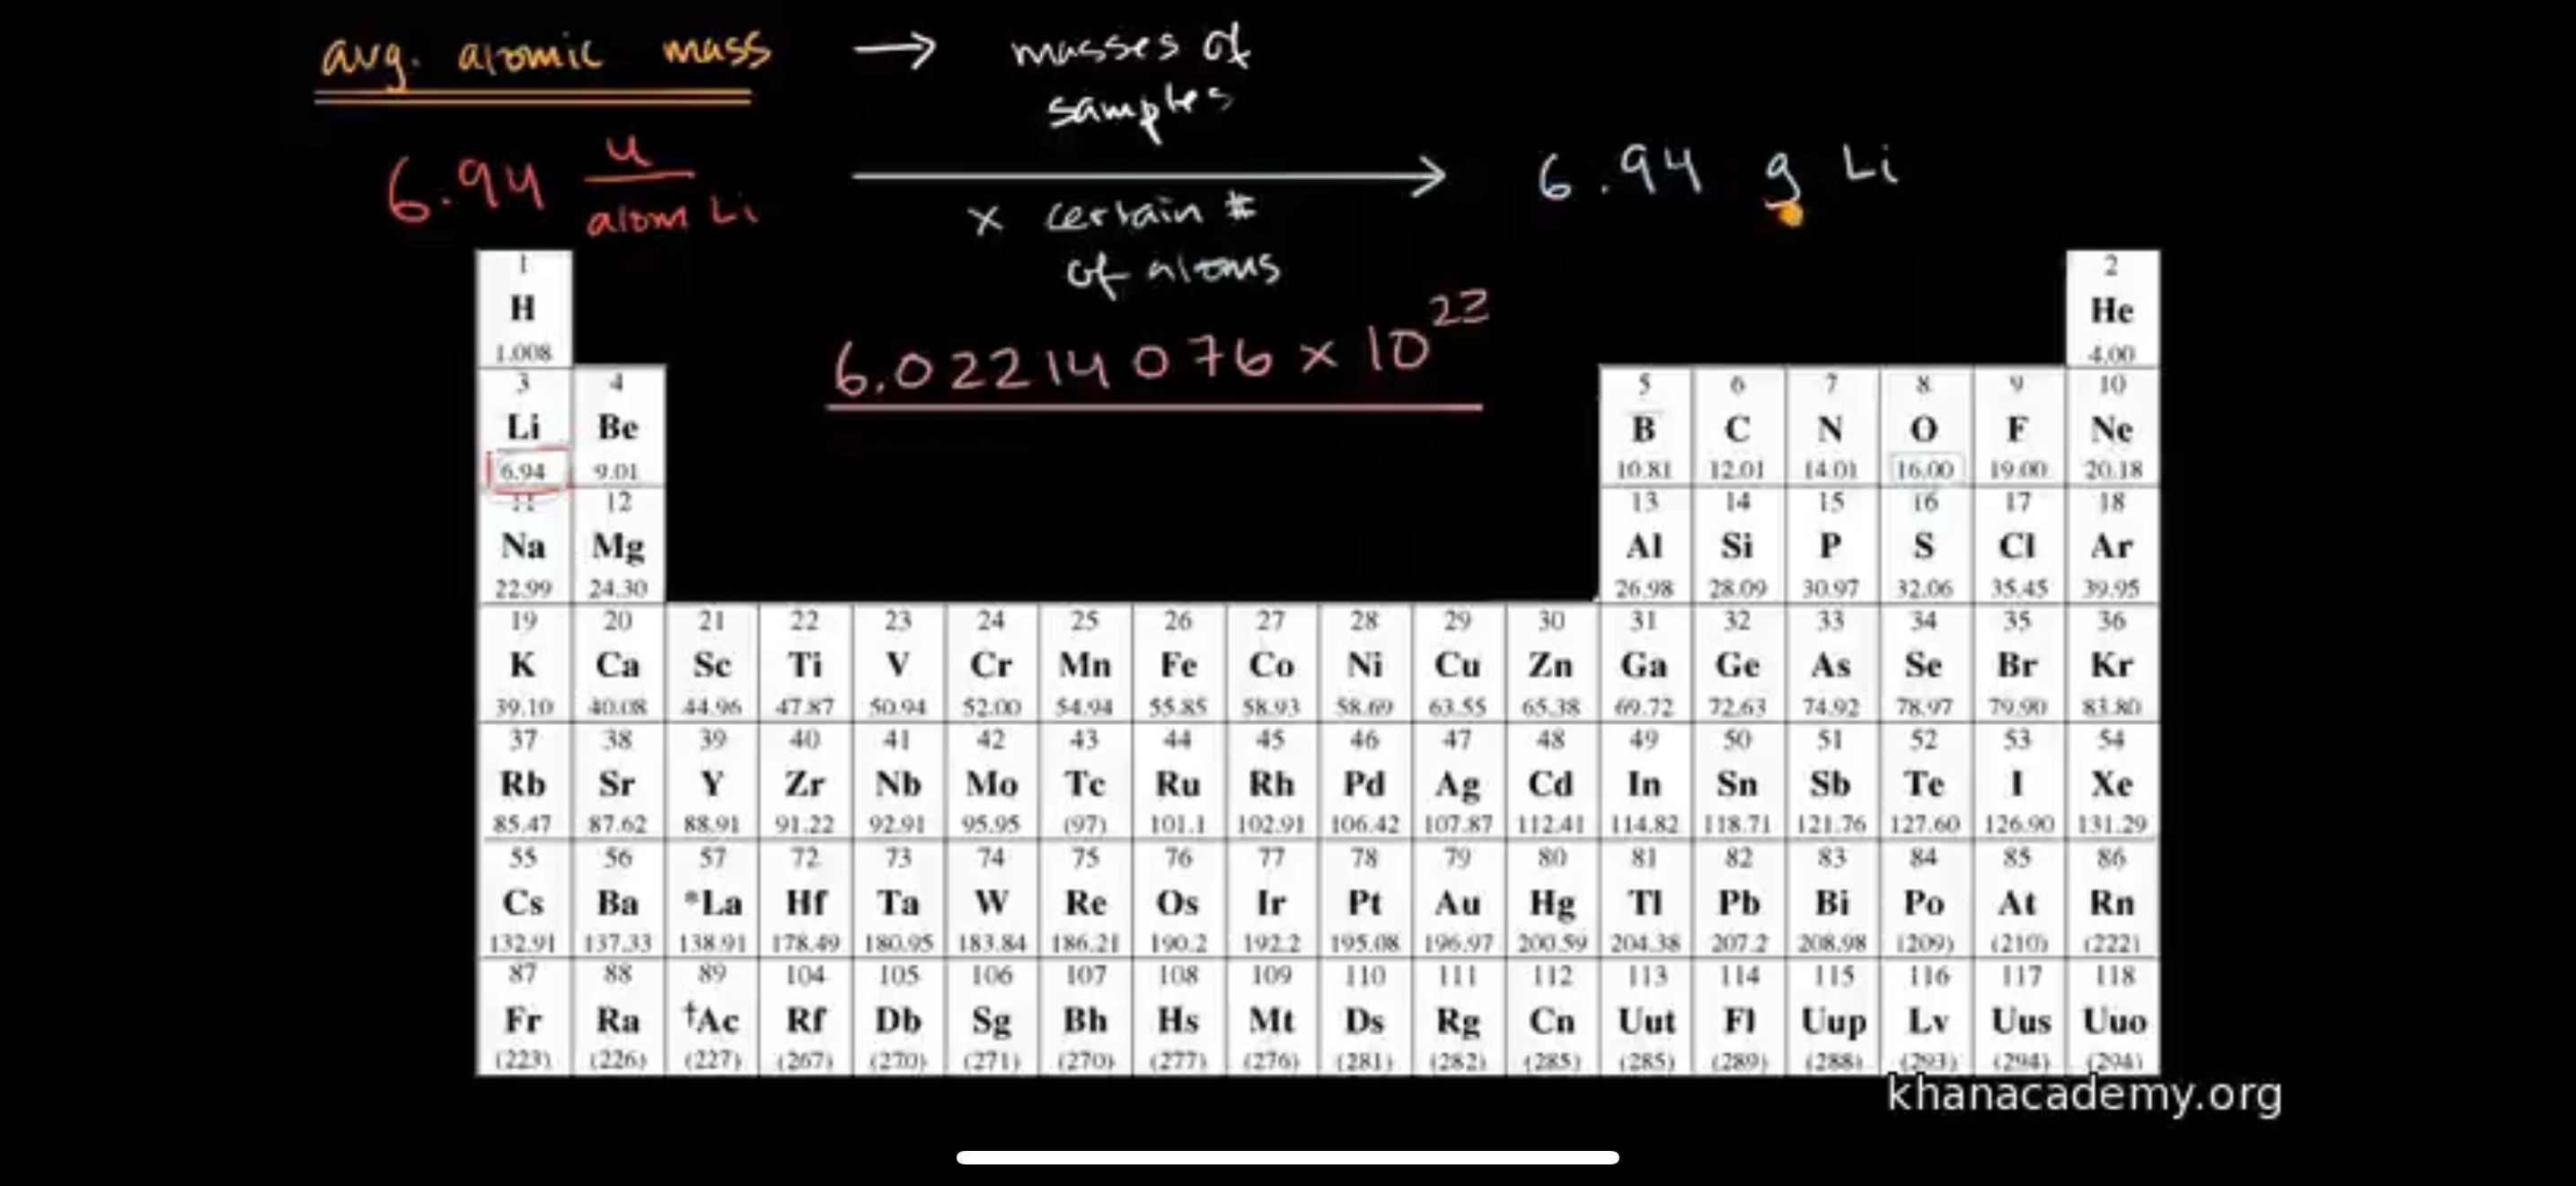 avg. atomic mass → masses of
samples
6.94 u/atom Li → 6.94 g Li
x certain #
of atoms
6.02214076 x 10^23
1 2
H He
1.008 4.00
3 4 5 6 7 8 9 10
Li Be B C N O F Ne
6.94 9.01 10.81 12.01 14.01 16.00 19.00 20.18
11 12 13 14 15 16 17 18
Na Mg Al Si P S Cl Ar
22.99 24.30 26.98 28.09 30.97 32.06 35.45 39.95
19 20 21 22 23 24 25 26 27 28 29 30 31 32 33 34 35 36
K Ca Sc Ti V Cr Mn Fe Co Ni Cu Zn Ga Ge As Se Br Kr
39.10 40.08 44.96 47.87 50.94 52.00 54.94 55.85 58.93 58.69 63.55 65.38 69.72 72.63 74.92 78.97 79.90 83.80
37 38 39 40 41 42 43 44 45 46 47 48 49 50 51 52 53 54
Rb Sr Y Zr Nb Mo Tc Ru Rh Pd Ag Cd In Sn Sb Te I Xe
85.47 87.62 88.91 91.22 92.91 95.95 (97) 101.1 102.91 106.42 107.87 112.41 114.82 118.71 121.76 127.60 126.90 131.29
55 56 57 72 73 74 75 76 77 78 79 80 81 82 83 84 85 86
Cs Ba *La Hf Ta W Re Os Ir Pt Au Hg Tl Pb Bi Po At Rn
132.91 137.33 138.91 178.49 180.95 183.84 186.21 190.2 192.2 195.08 196.97 200.59 204.38 207.2 208.98 (209) (210) (222)
87 88 89 104 105 106 107 108 109 110 111 112 113 114 115 116 117 118
Fr Ra †Ac Rf Db Sg Bh Hs Mt Ds Rg Cn Uut Fl Uup Lv Uus Uuo
(223) (226) (227) (267) (270) (271) (270) (277) (276) (281) (282) (285) (285) (289) (288) (293) (294) (294)
khanacademy.org